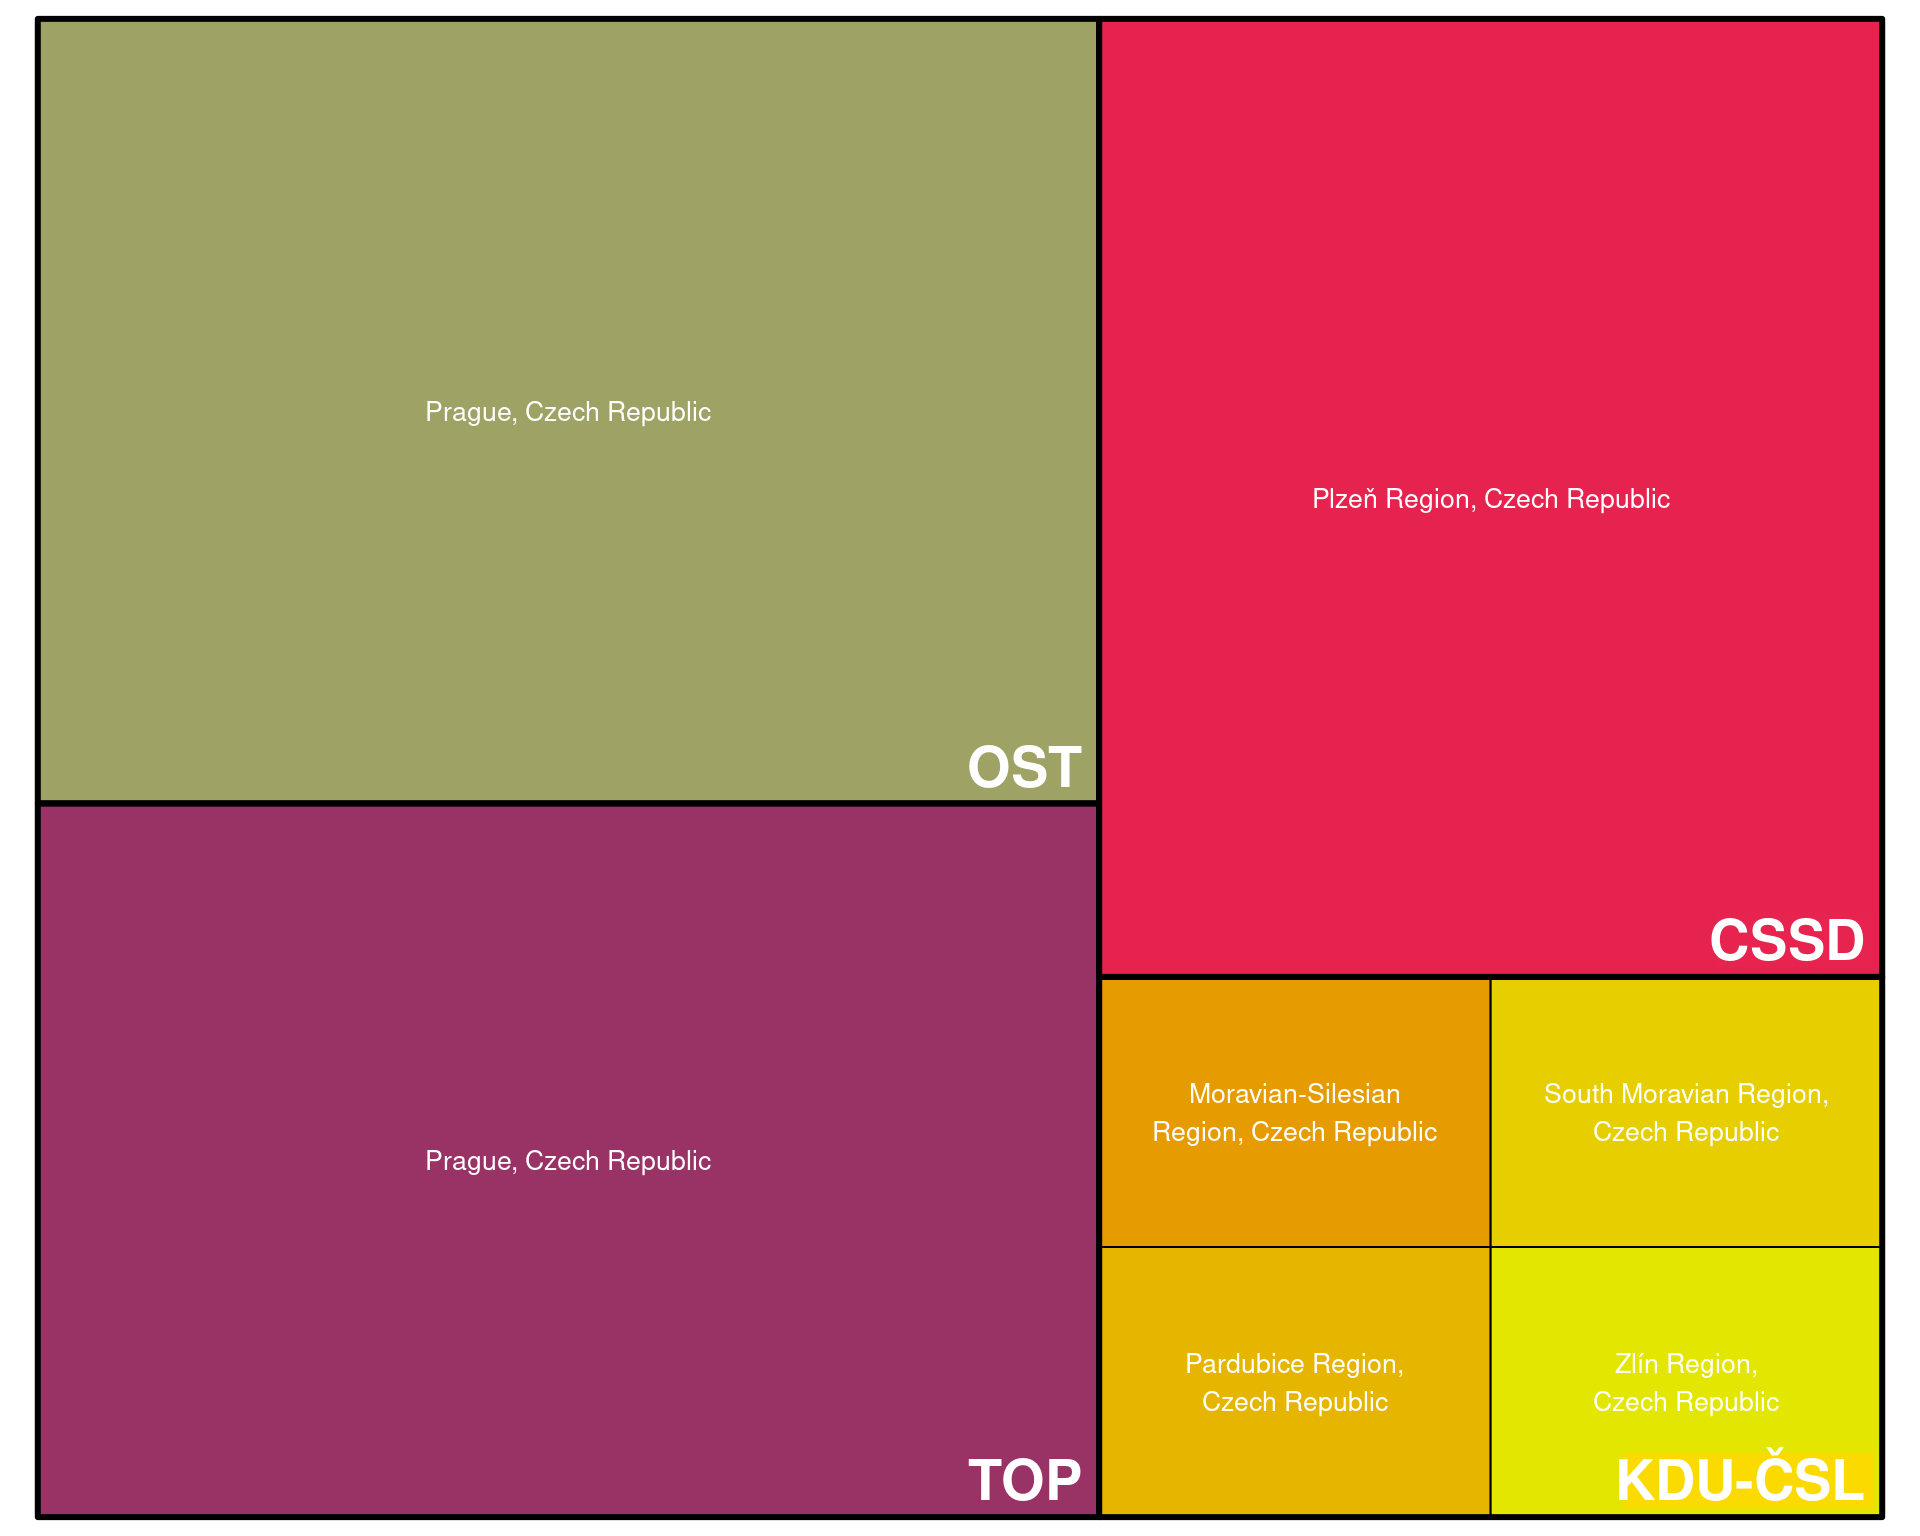 Prague, Czech Republic
OST
Plzeň Region, Czech Republic
CSSD
Prague, Czech Republic
TOP
Moravian-Silesian
Region, Czech Republic
South Moravian Region,
Czech Republic
Pardubice Region,
Czech Republic
Zlín Region,
Czech Republic
KDU-ČSL